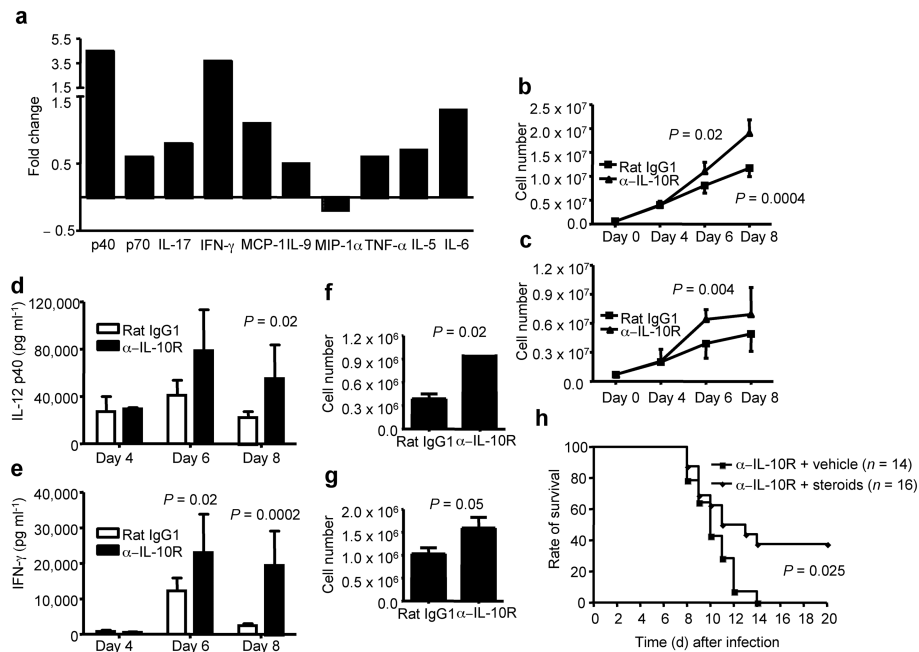 a
5.5
3.5
1.5
1.5
0.5
– 0.5
Fold change
p40 p70 IL-17 IFN-γ MCP-1 IL-9 MIP-1α TNF-α IL-5 IL-6
b
2.5 x 10⁷
2.0 x 10⁷
1.5 x 10⁷
1.0 x 10⁷
0.5 x 10⁷
0.0
Cell number
P = 0.02
Rat IgG1
α–IL-10R
P = 0.0004
Day 0 Day 4 Day 6 Day 8
c
1.2 x 10⁷
0.9 x 10⁷
0.6 x 10⁷
0.3 x 10⁷
0.0
Cell number
P = 0.004
Rat IgG1
α–IL-10R
Day 0 Day 4 Day 6 Day 8
d
120,000
80,000
40,000
0
IL-12 p40 (pg ml⁻¹)
Rat IgG1
α–IL-10R
P = 0.02
Day 4 Day 6 Day 8
e
40,000
30,000
20,000
10,000
0
IFN-γ (pg ml⁻¹)
Rat IgG1
α–IL-10R
P = 0.02
P = 0.0002
Day 4 Day 6 Day 8
f
1.5 x 10⁶
1.2 x 10⁶
0.9 x 10⁶
0.6 x 10⁶
0.3 x 10⁶
0.0
Cell number
P = 0.02
Rat IgG1 α–IL-10R
g
2.0 x 10⁶
1.5 x 10⁶
1.0 x 10⁶
0.5 x 10⁶
0.0
Cell number
P = 0.05
Rat IgG1 α–IL-10R
h
100
80
60
40
20
0
Rate of survival
α–IL-10R + vehicle (n = 14)
α–IL-10R + steroids (n = 16)
P = 0.025
0 2 4 6 8 10 12 14 16 18 20
Time (d) after infection